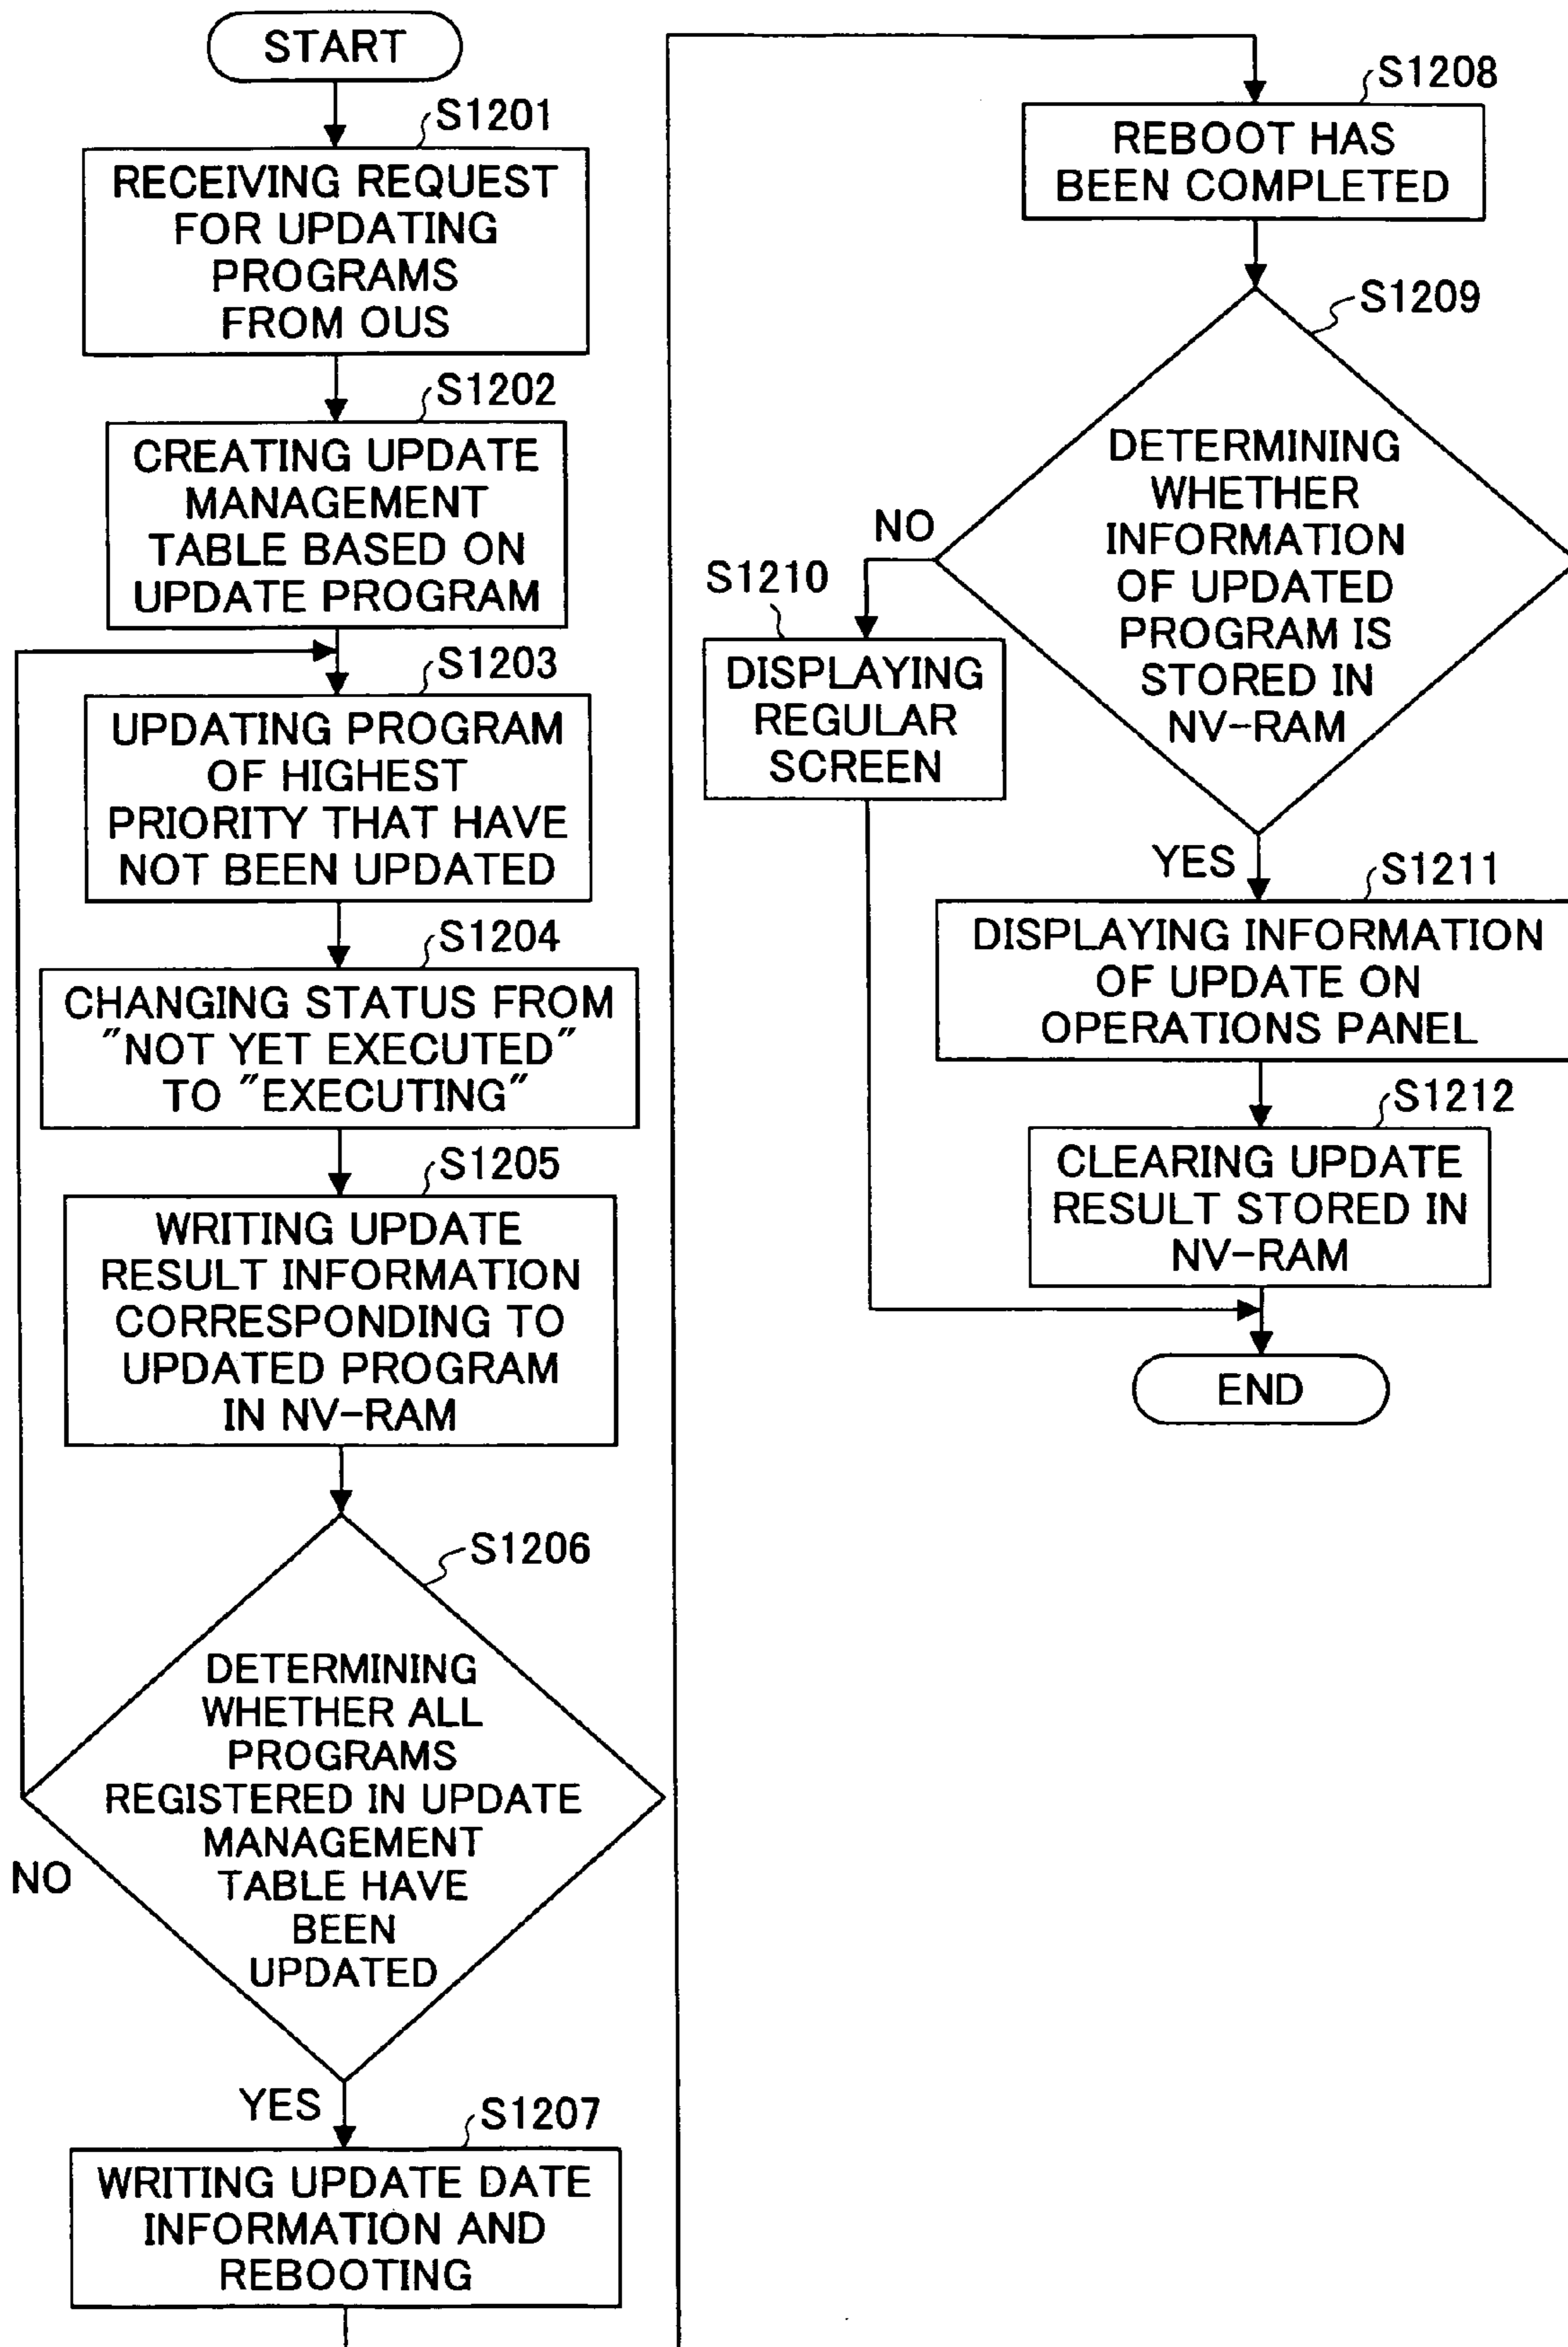 START
S1201
RECEIVING REQUEST
FOR UPDATING
PROGRAMS
FROM OUS
S1202
CREATING UPDATE
MANAGEMENT
TABLE BASED ON
UPDATE PROGRAM
S1203
UPDATING PROGRAM
OF HIGHEST
PRIORITY THAT HAVE
NOT BEEN UPDATED
S1204
CHANGING STATUS FROM
"NOT YET EXECUTED"
TO "EXECUTING"
S1205
WRITING UPDATE
RESULT INFORMATION
CORRESPONDING TO
UPDATED PROGRAM
IN NV-RAM
S1206
DETERMINING
WHETHER ALL
PROGRAMS
REGISTERED IN UPDATE
MANAGEMENT
TABLE HAVE
BEEN
UPDATED
NO
YES
S1207
WRITING UPDATE DATE
INFORMATION AND
REBOOTING
S1208
REBOOT HAS
BEEN COMPLETED
S1209
DETERMINING
WHETHER
INFORMATION
OF UPDATED
PROGRAM IS
STORED IN
NV-RAM
NO
S1210
DISPLAYING
REGULAR
SCREEN
YES
S1211
DISPLAYING INFORMATION
OF UPDATE ON
OPERATIONS PANEL
S1212
CLEARING UPDATE
RESULT STORED IN
NV-RAM
END